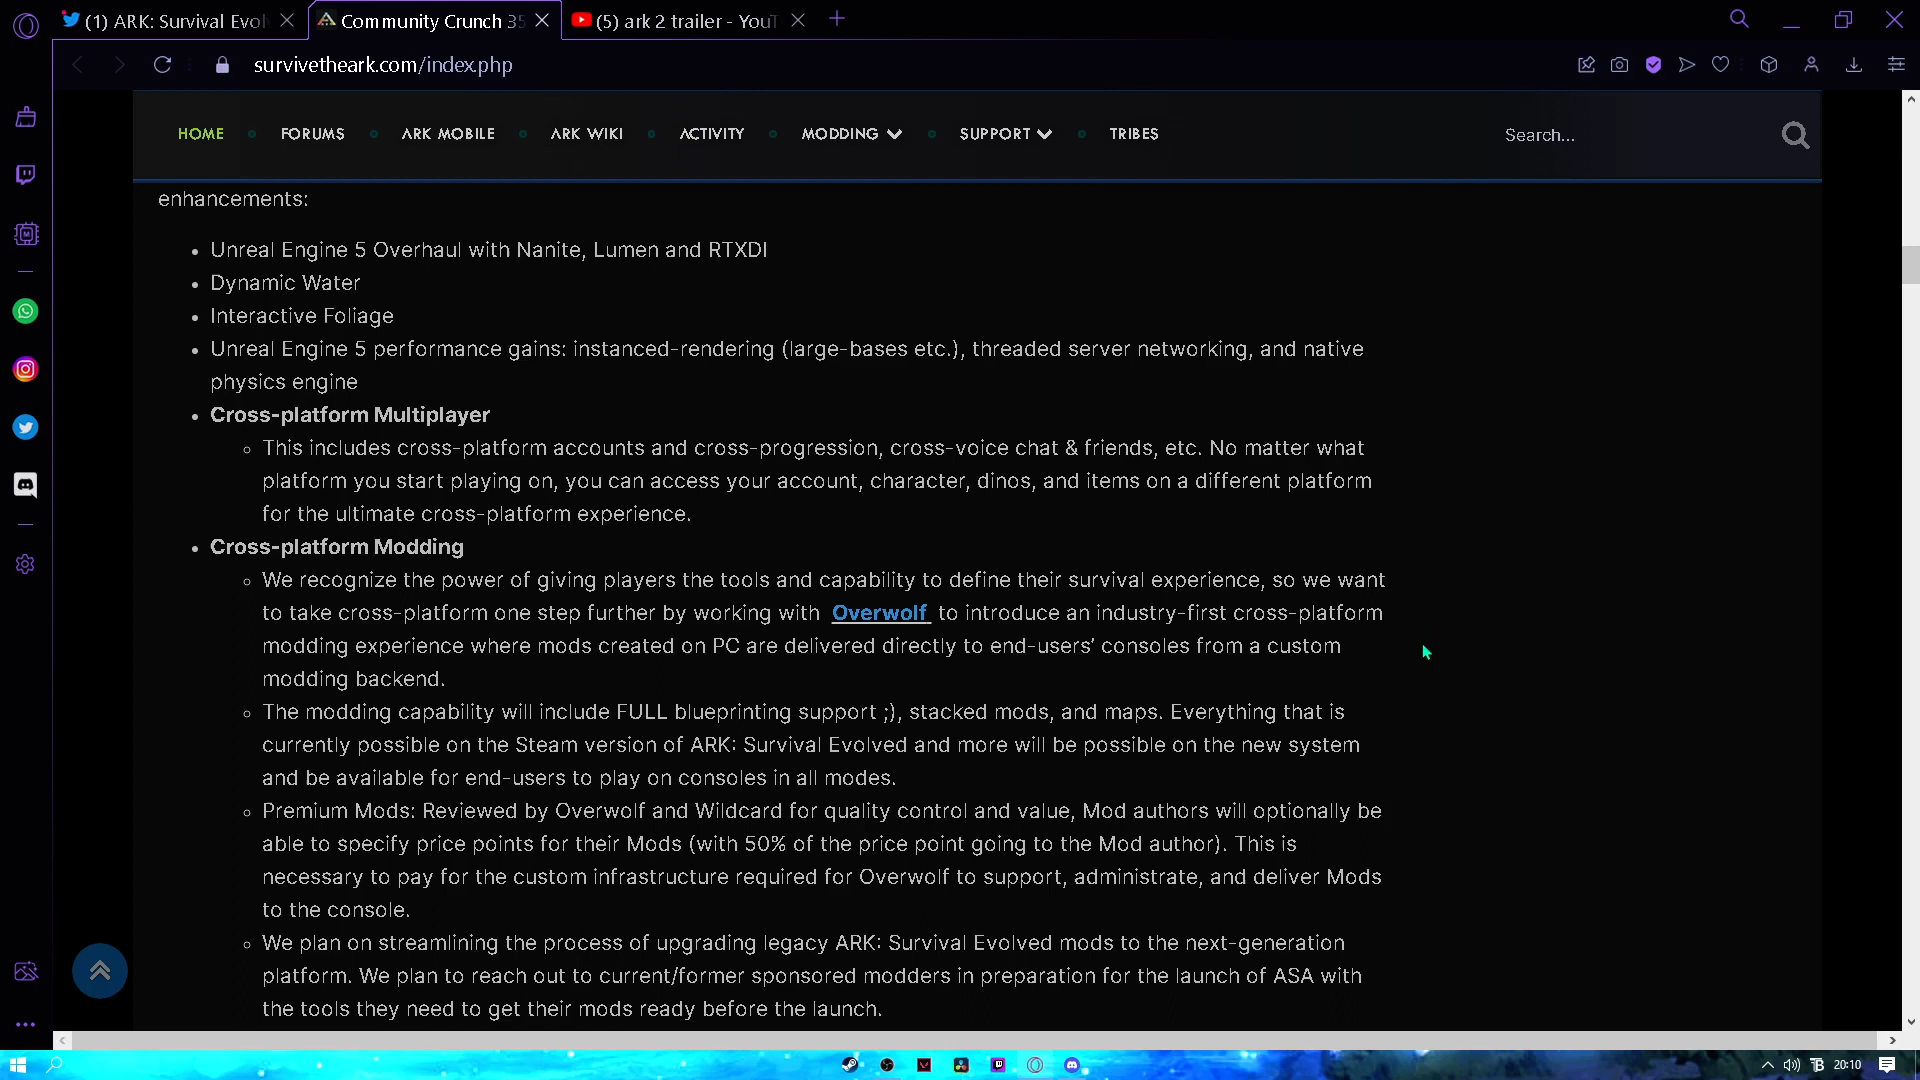 (1) ARK: Survival Evol
Community Crunch 35
(5) ark 2 trailer - YouT
survivetheark.com/index.php
HOME
FORUMS
ARK MOBILE
ARK WIKI
ACTIVITY
MODDING
SUPPORT
TRIBES
Search...
enhancements:
Unreal Engine 5 Overhaul with Nanite, Lumen and RTXDI
Dynamic Water
Interactive Foliage
Unreal Engine 5 performance gains: instanced-rendering (large-bases etc.), threaded server networking, and native
physics engine
Cross-platform Multiplayer
This includes cross-platform accounts and cross-progression, cross-voice chat & friends, etc. No matter what
platform you start playing on, you can access your account, character, dinos, and items on a different platform
for the ultimate cross-platform experience.
Cross-platform Modding
We recognize the power of giving players the tools and capability to define their survival experience, so we want
to take cross-platform one step further by working with Overwolf to introduce an industry-first cross-platform
modding experience where mods created on PC are delivered directly to end-users’ consoles from a custom
modding backend.
The modding capability will include FULL blueprinting support ;), stacked mods, and maps. Everything that is
currently possible on the Steam version of ARK: Survival Evolved and more will be possible on the new system
and be available for end-users to play on consoles in all modes.
Premium Mods: Reviewed by Overwolf and Wildcard for quality control and value, Mod authors will optionally be
able to specify price points for their Mods (with 50% of the price point going to the Mod author). This is
necessary to pay for the custom infrastructure required for Overwolf to support, administrate, and deliver Mods
to the console.
We plan on streamlining the process of upgrading legacy ARK: Survival Evolved mods to the next-generation
platform. We plan to reach out to current/former sponsored modders in preparation for the launch of ASA with
the tools they need to get their mods ready before the launch.
20:10